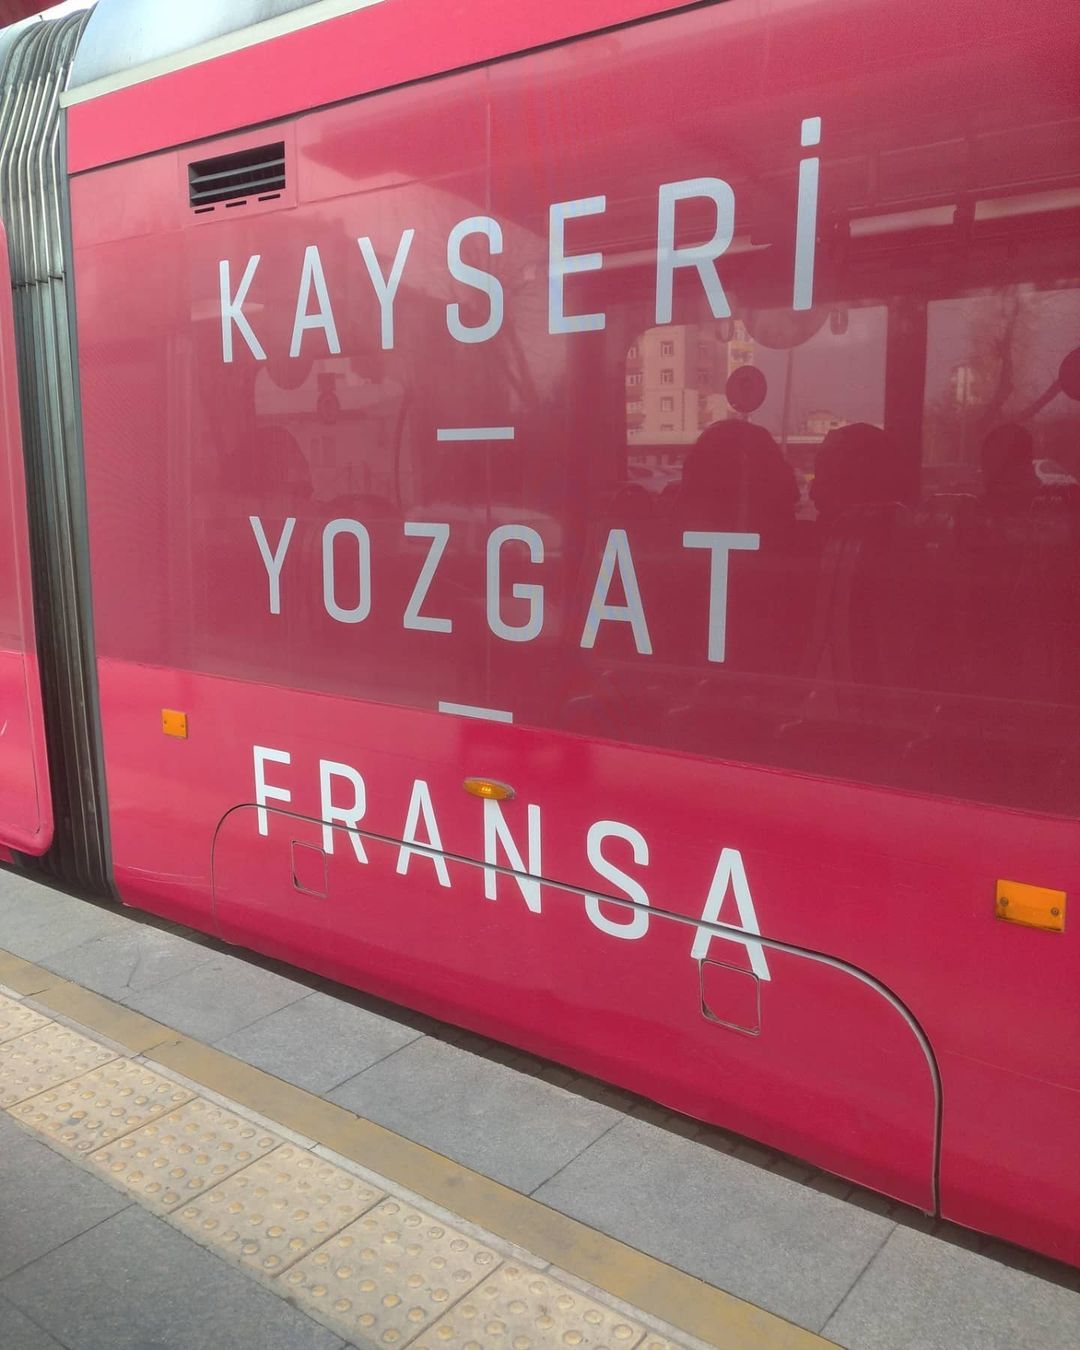 KAYSERİ
–
YOZGAT
–
FRANSA